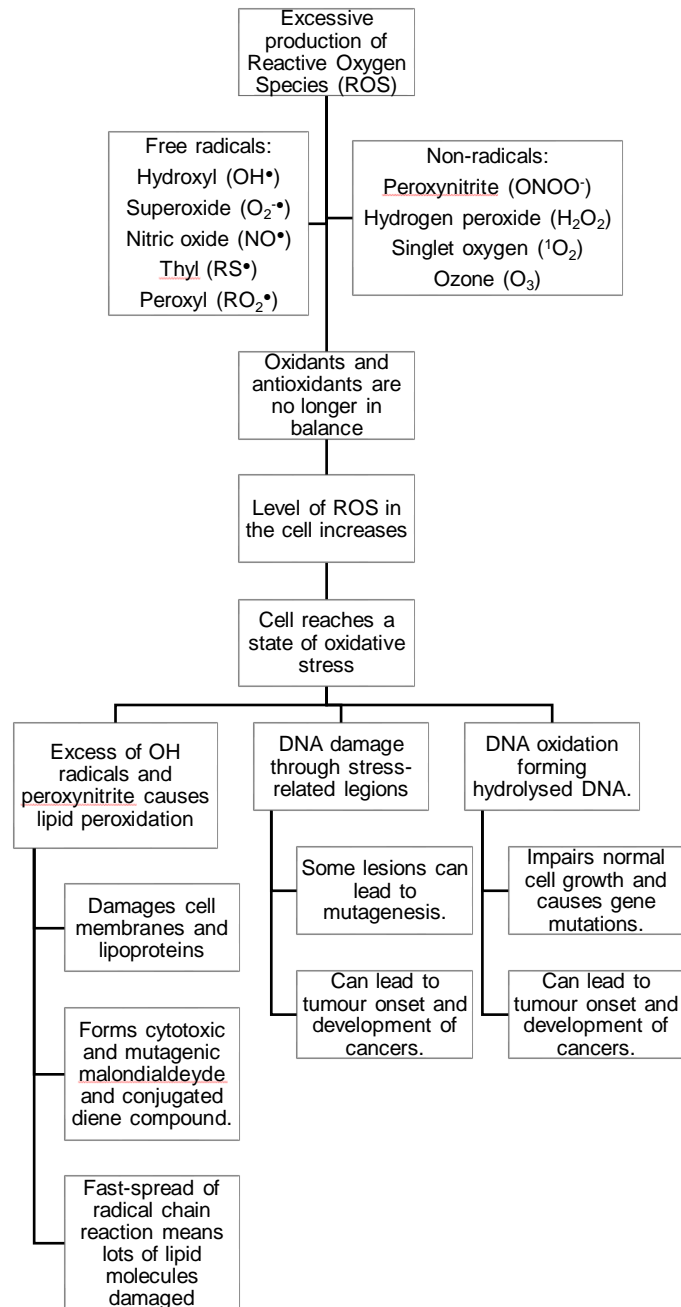 Excessive
production of
Reactive Oxygen
Species (ROS)
Free radicals:
Hydroxyl (OH•)
Superoxide (O₂⁻•)
Nitric oxide (NO•)
Thyl (RS•)
Peroxyl (RO₂•)
Non-radicals:
Peroxynitrite (ONOO⁻)
Hydrogen peroxide (H₂O₂)
Singlet oxygen (¹O₂)
Ozone (O₃)
Oxidants and
antioxidants are
no longer in
balance
Level of ROS in
the cell increases
Cell reaches a
state of oxidative
stress
Excess of OH
radicals and
peroxynitrite causes
lipid peroxidation
Damages cell
membranes and
lipoproteins
Forms cytotoxic
and mutagenic
malondialdeyde
and conjugated
diene compound.
Fast-spread of
radical chain
reaction means
lots of lipid
molecules
damaged
DNA damage
through stress-
related legions
Some lesions can
lead to
mutagenesis.
Can lead to
tumour onset and
development of
cancers.
DNA oxidation
forming
hydrolysed DNA.
Impairs normal
cell growth and
causes gene
mutations.
Can lead to
tumour onset and
development of
cancers.